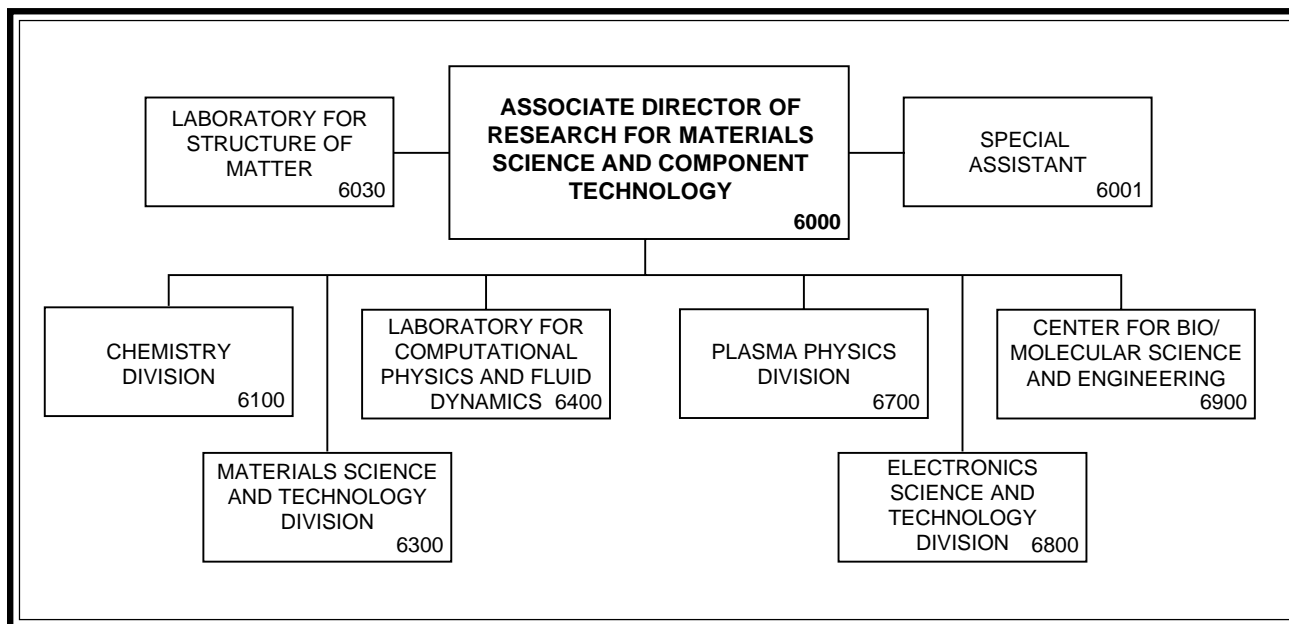 LABORATORY FOR
STRUCTURE OF
MATTER
6030
ASSOCIATE DIRECTOR OF
RESEARCH FOR MATERIALS
SCIENCE AND COMPONENT
TECHNOLOGY
6000
SPECIAL
ASSISTANT
6001
CHEMISTRY
DIVISION
6100
LABORATORY FOR
COMPUTATIONAL
PHYSICS AND FLUID
DYNAMICS 6400
PLASMA PHYSICS
DIVISION
6700
CENTER FOR BIO/
MOLECULAR SCIENCE
AND ENGINEERING
6900
MATERIALS SCIENCE
AND TECHNOLOGY
DIVISION
6300
ELECTRONICS
SCIENCE AND
TECHNOLOGY
DIVISION 6800